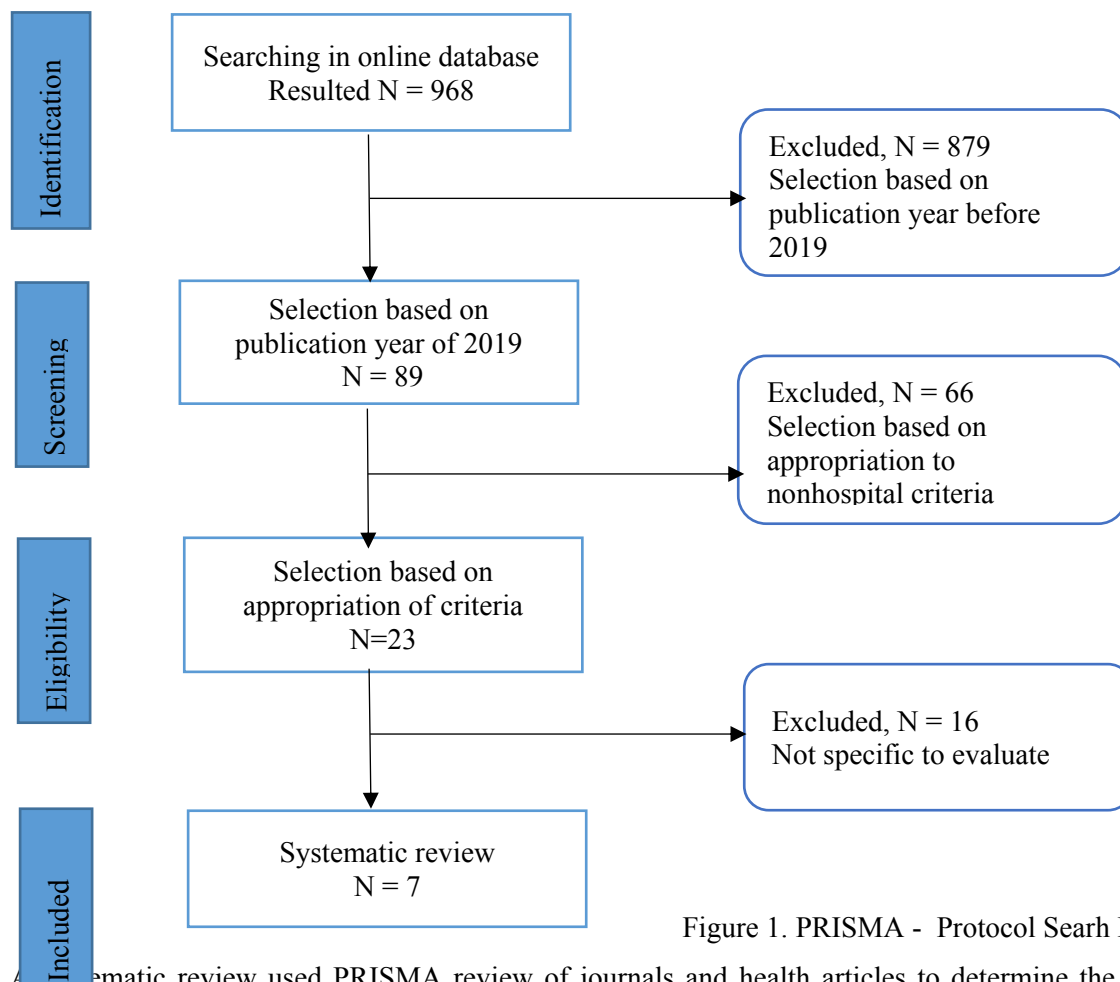 Identification
Searching in online database
Resulted N = 968
Excluded, N = 879
Selection based on
publication year before
2019
Screening
Selection based on
publication year of 2019
N = 89
Excluded, N = 66
Selection based on
appropriation to
nonhospital criteria
Eligibility
Selection based on
appropriation of criteria
N=23
Excluded, N = 16
Not specific to evaluate
Included
Systematic review
N = 7
Figure 1. PRISMA - Protocol Searh
review used PRISMA review of journals and health articles to determine the